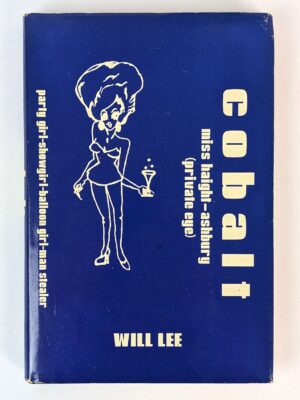 cobalt
miss haight-ashbury
(private eye)
party girl-showgirl-balloon girl-man stealer
WILL LEE